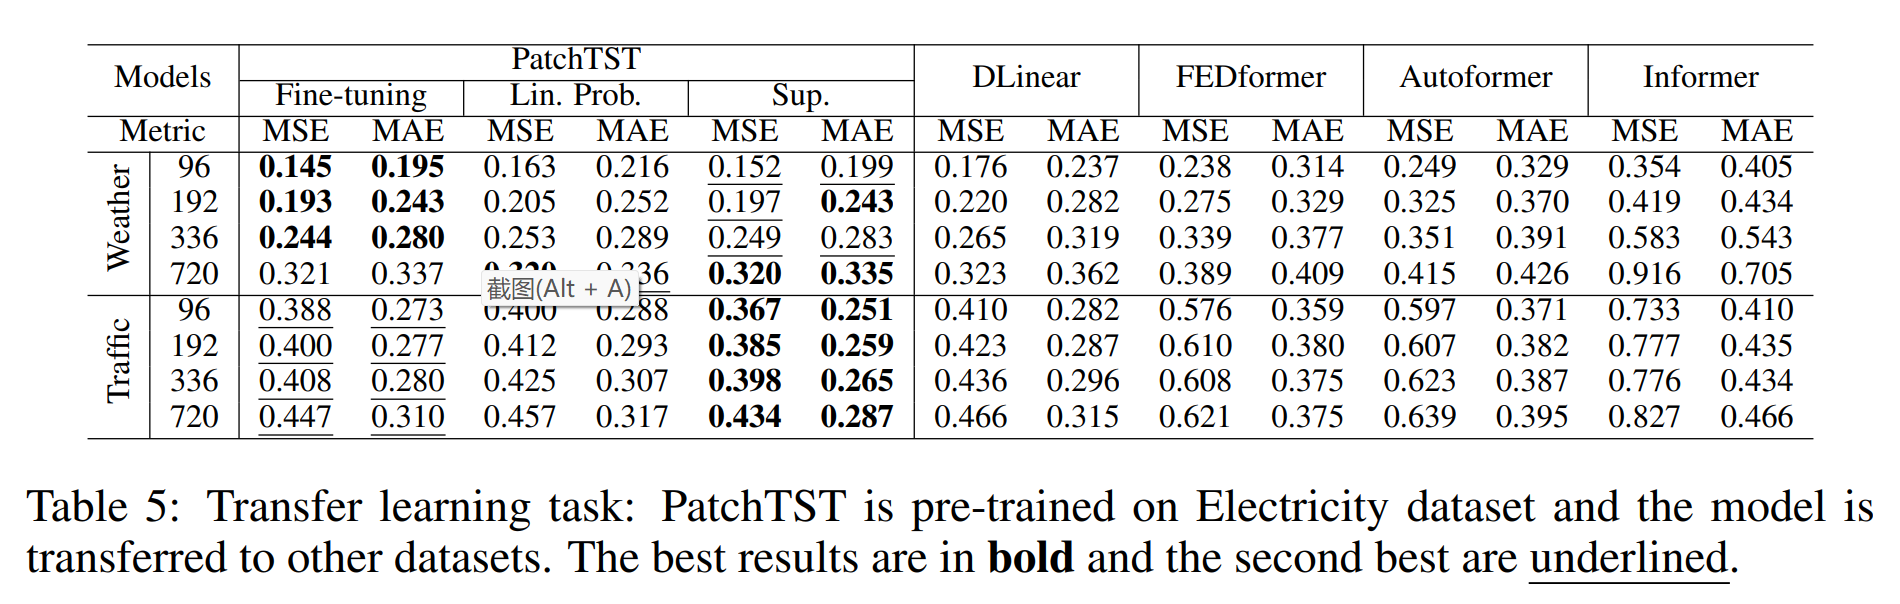 Models PatchTST DLinear FEDformer Autoformer Informer
Fine-tuning Lin. Prob. Sup.
Metric MSE MAE MSE MAE MSE MAE MSE MAE MSE MAE MSE MAE MSE MAE
Weather
96 0.145 0.195 0.163 0.216 0.152 0.199 0.176 0.237 0.238 0.314 0.249 0.329 0.354 0.405
192 0.193 0.243 0.205 0.252 0.197 0.243 0.220 0.282 0.275 0.329 0.325 0.370 0.419 0.434
336 0.244 0.280 0.253 0.289 0.249 0.283 0.265 0.319 0.339 0.377 0.351 0.391 0.583 0.543
720 0.321 0.337 0.320 0.336 0.320 0.335 0.323 0.362 0.389 0.409 0.415 0.426 0.916 0.705
截图(Alt + A)
Traffic
96 0.388 0.273 0.400 0.288 0.367 0.251 0.410 0.282 0.576 0.359 0.597 0.371 0.733 0.410
192 0.400 0.277 0.412 0.293 0.385 0.259 0.423 0.287 0.610 0.380 0.607 0.382 0.777 0.435
336 0.408 0.280 0.425 0.307 0.398 0.265 0.436 0.296 0.608 0.375 0.623 0.387 0.776 0.434
720 0.447 0.310 0.457 0.317 0.434 0.287 0.466 0.315 0.621 0.375 0.639 0.395 0.827 0.466
Table 5: Transfer learning task: PatchTST is pre-trained on Electricity dataset and the model is
transferred to other datasets. The best results are in bold and the second best are underlined.